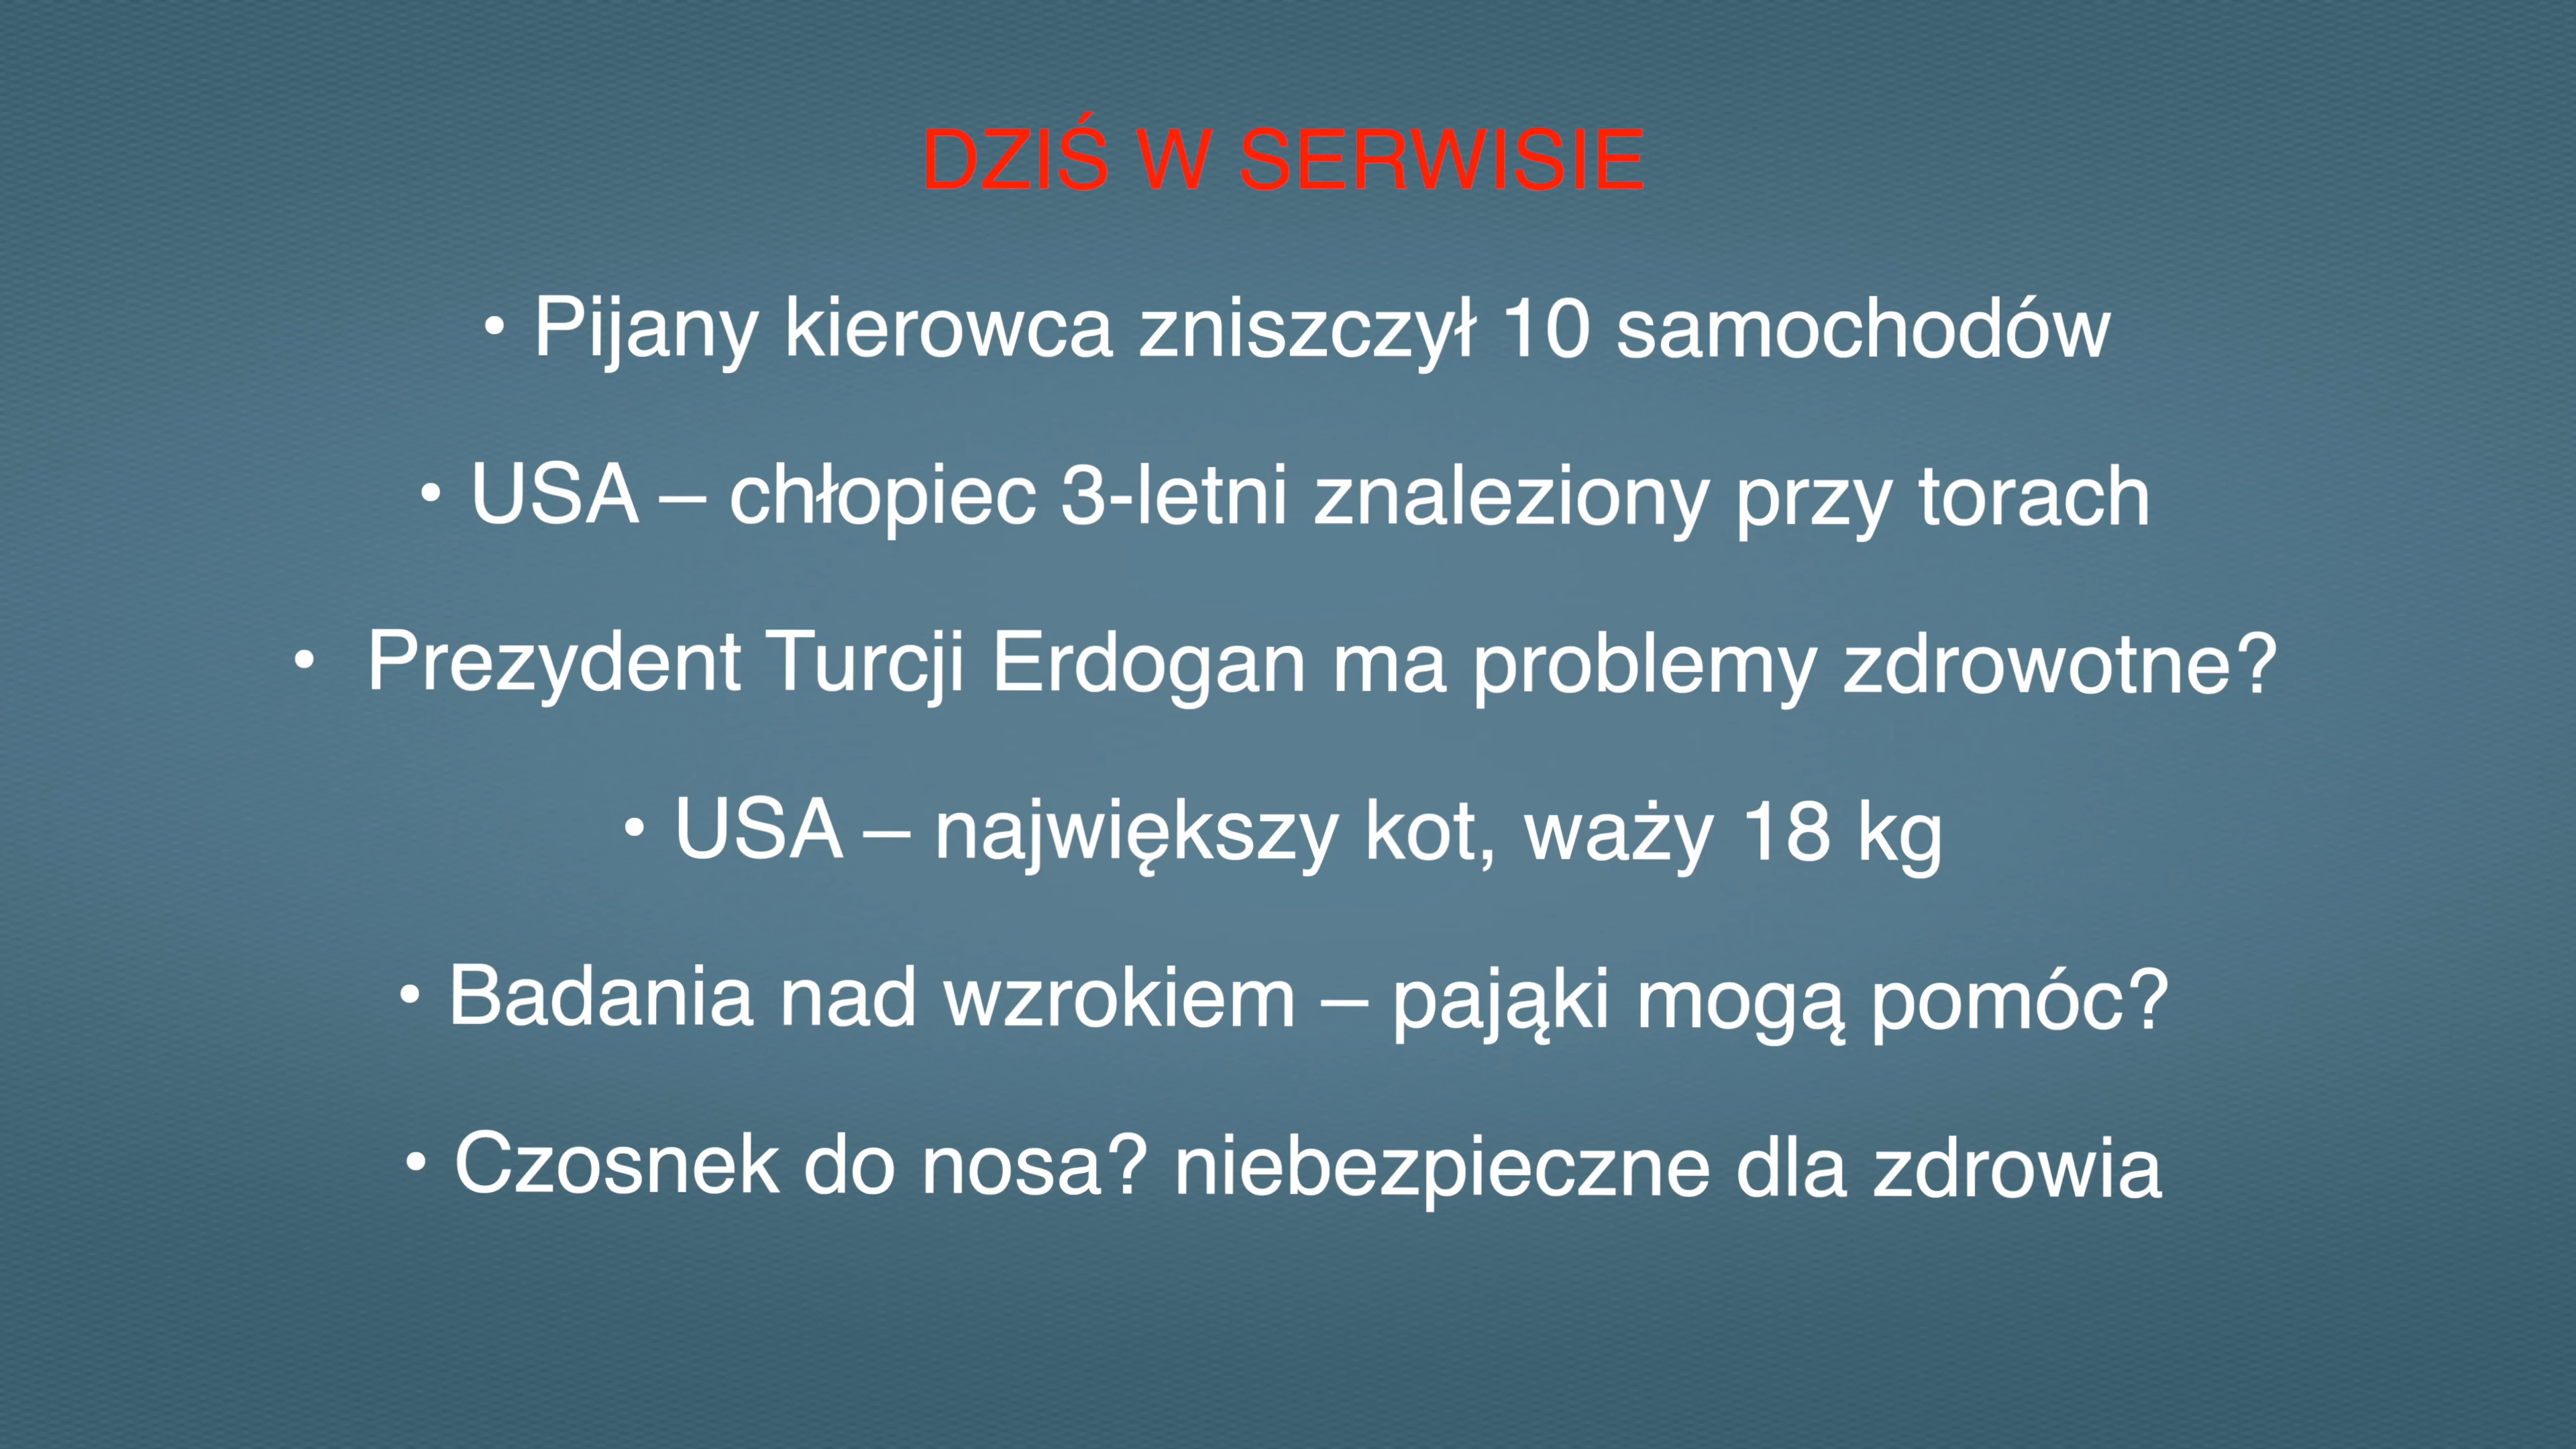 DZIŚ W SERWISIE
• Pijany kierowca zniszczył 10 samochodów
• USA – chłopiec 3-letni znaleziony przy torach
• Prezydent Turcji Erdogan ma problemy zdrowotne?
• USA – największy kot, waży 18 kg
• Badania nad wzrokiem – pająki mogą pomóc?
• Czosnek do nosa? niebezpieczne dla zdrowia